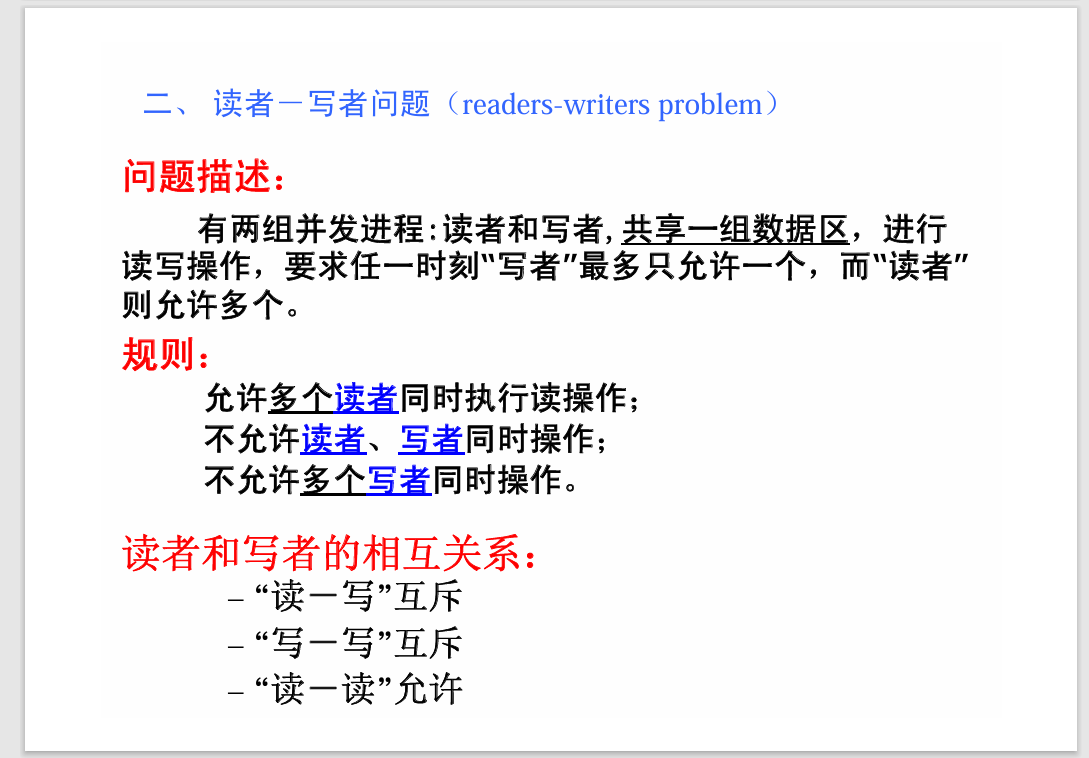 二、 读者－写者问题（readers-writers problem）
问题描述：
有两组并发进程:读者和写者,共享一组数据区，进行
读写操作，要求任一时刻“写者”最多只允许一个，而“读者”
则允许多个。
规则：
允许多个读者同时执行读操作；
不允许读者、写者同时操作；
不允许多个写者同时操作。
读者和写者的相互关系：
– “读－写”互斥
– “写－写”互斥
– “读－读”允许